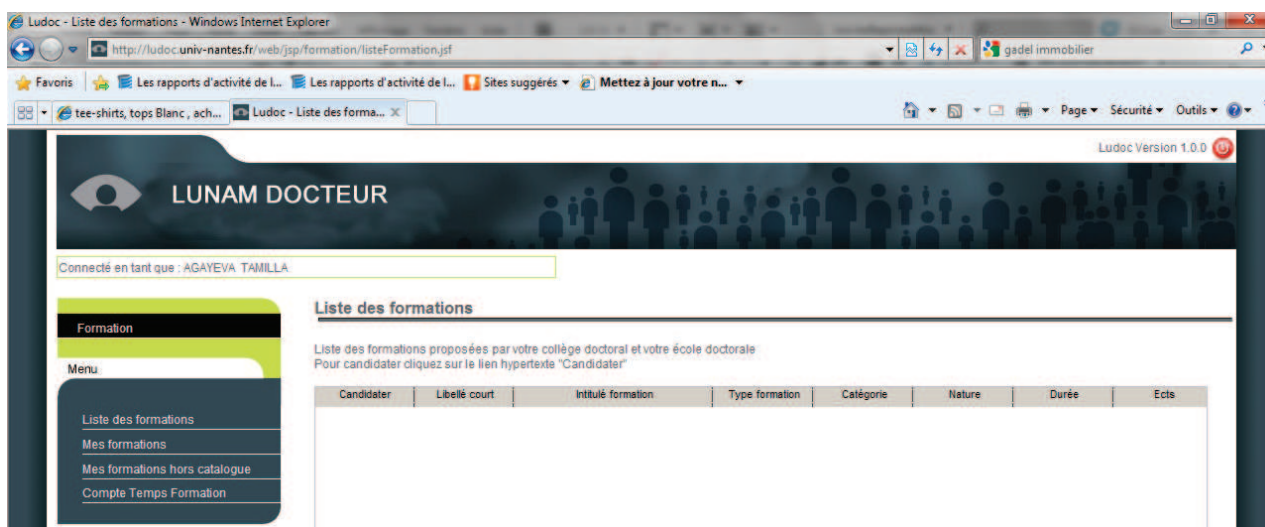 Ludoc - Liste des formations - Windows Internet Explorer
http://ludoc.univ-nantes.fr/web/jsp/formation/listeFormation.jsf
gadel immobilier
Favoris Les rapports d'activité de l... Les rapports d'activité de l... Sites suggérés Mettez à jour votre n...
tee-shirts, tops Blanc , ach... Ludoc - Liste des forma... Page Sécurité Outils
Ludoc Version 1.0.0
LUNAM DOCTEUR
Connecté en tant que : AGAYEVA TAMILLA
Liste des formations
Formation
Liste des formations proposées par votre collège doctoral et votre école doctorale
Pour candidater cliquez sur le lien hypertexte "Candidater"
Menu
Candidater Libellé court Intitulé formation Type formation Catégorie Nature Durée Ects
Liste des formations
Mes formations
Mes formations hors catalogue
Compte Temps Formation